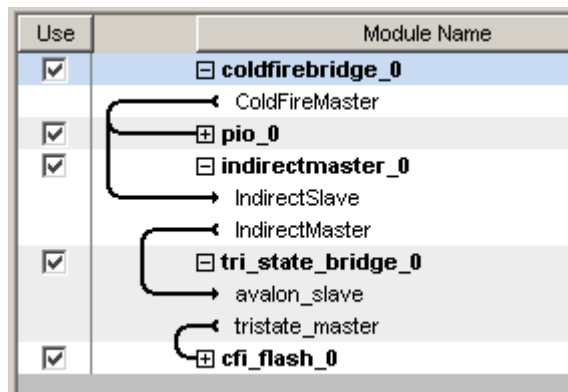 Use Module Name
coldfirebridge_0
ColdFireMaster
pio_0
indirectmaster_0
IndirectSlave
IndirectMaster
tri_state_bridge_0
avalon_slave
tristate_master
cfi_flash_0